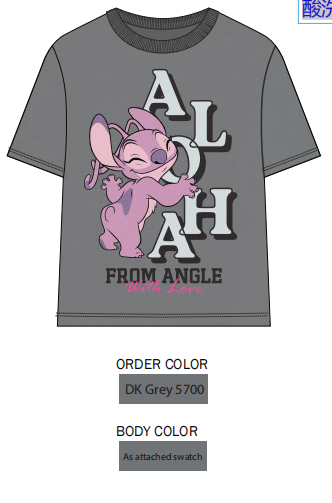 酸洗
A
L
O
H
A
FROM ANGLE
With Love
ORDER COLOR
DK Grey 5700
BODY COLOR
As attached swatch